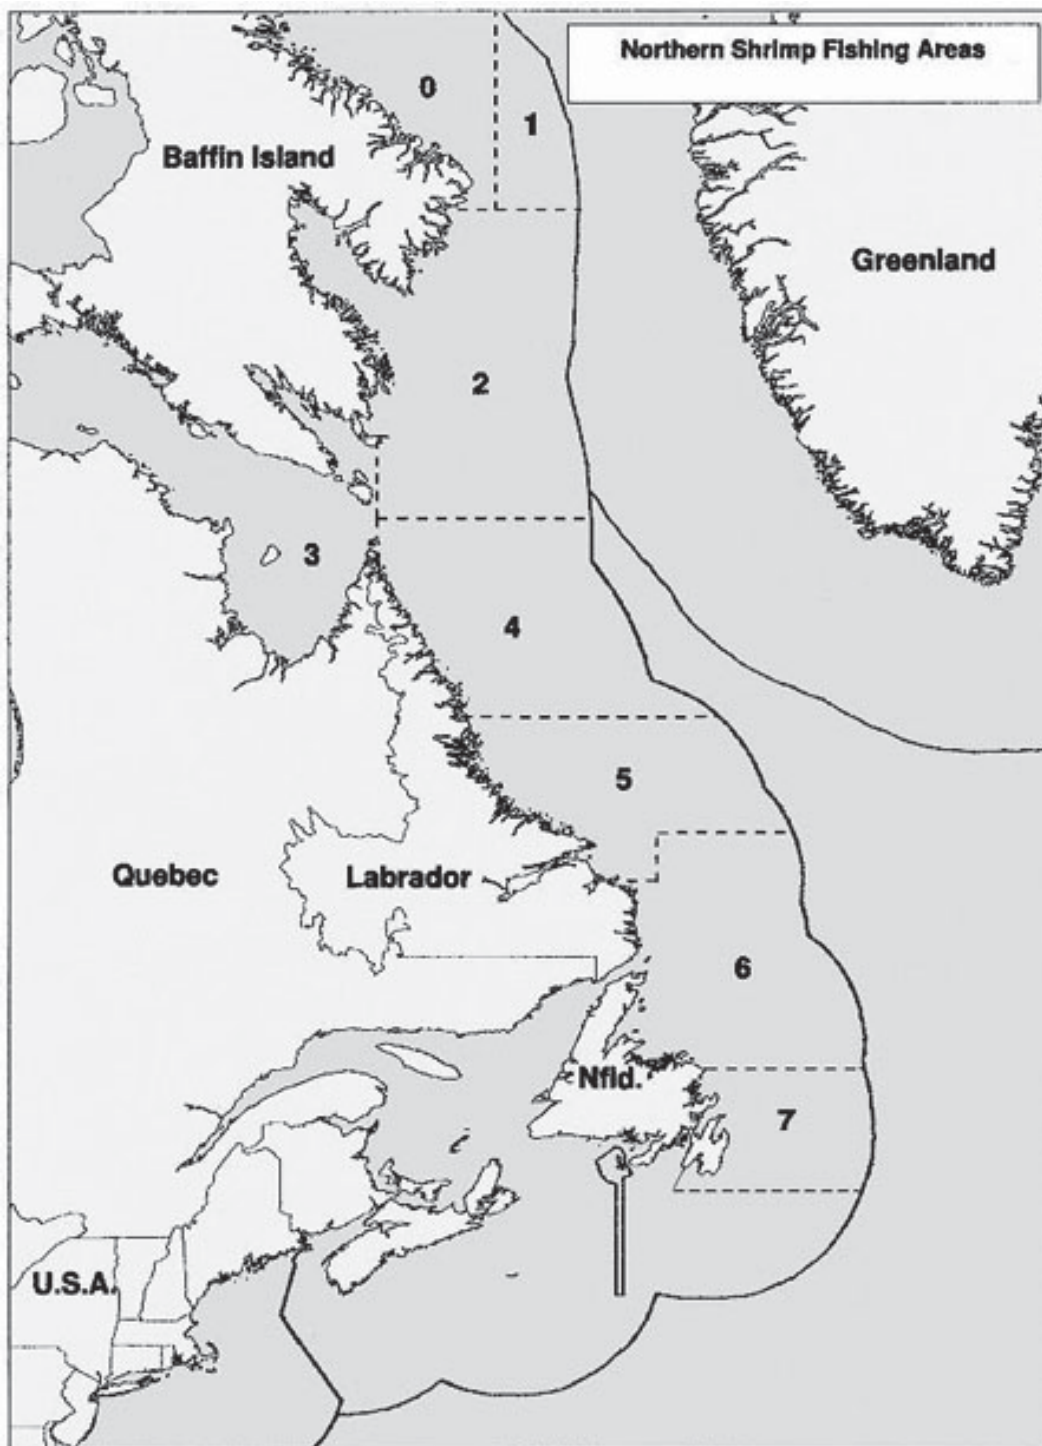 Northern Shrimp Fishing Areas
0
1
Baffin Island
Greenland
2
3
4
5
Quebec
Labrador
6
Nfld.
7
U.S.A.